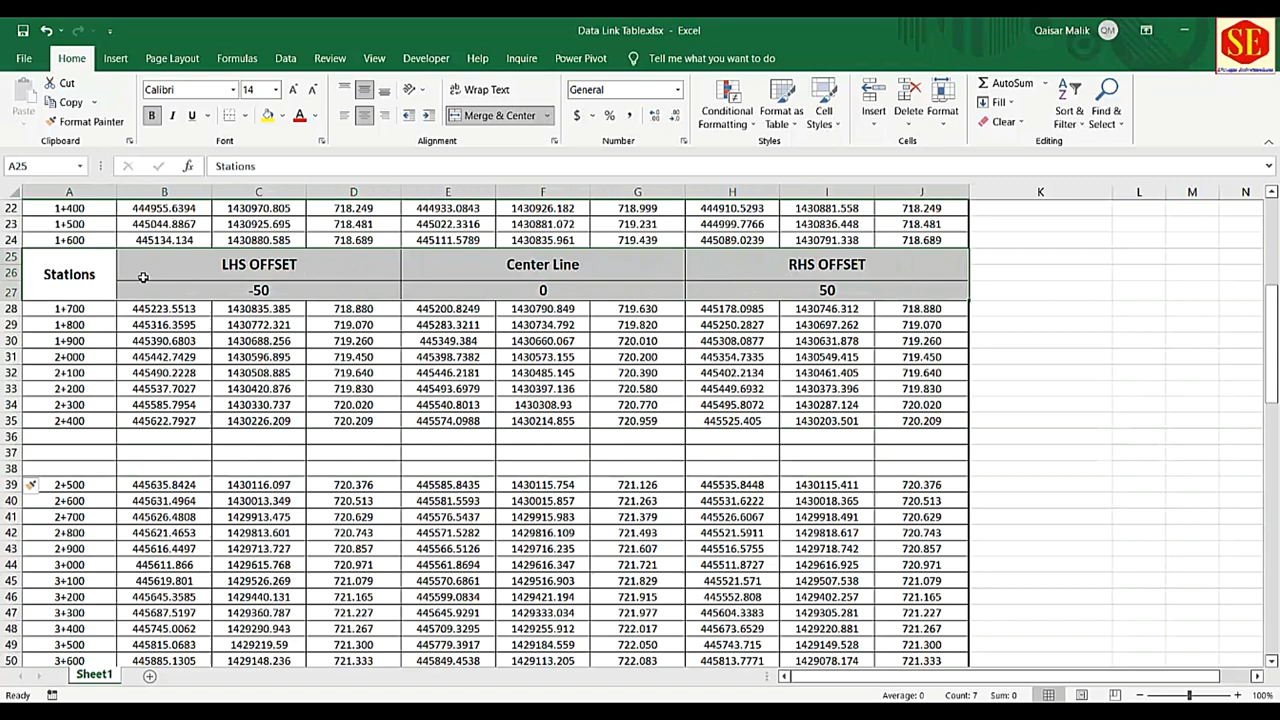 Data Link Table.xlsx - Excel
Qaisar Malik QM
SE
File Home Insert Page Layout Formulas Data Review View Developer Help Inquire Power Pivot Tell me what you want to do
Cut Calibri 14 Wrap Text General AutoSum
Copy Fill
Paste Format Painter B I U A Merge & Center $ % Conditional Formatting Format as Table Cell Styles Insert Delete Format Clear Sort & Filter Find & Select
Clipboard Font Alignment Number Styles Cells Editing
A25 fx Stations
A B C D E F G H I J K L M N
22 1+400 444955.6394 1430970.805 718.249 444933.0843 1430926.182 718.999 444910.5293 1430881.558 718.249
23 1+500 445044.8867 1430925.695 718.481 445022.3316 1430881.072 719.231 444999.7766 1430836.448 718.481
24 1+600 445134.134 1430880.585 718.689 445111.5789 1430835.961 719.439 445089.0239 1430791.338 718.689
25
26 Stations LHS OFFSET Center Line RHS OFFSET
27 -50 0 50
28 1+700 445223.5513 1430835.385 718.880 445200.8249 1430790.849 719.630 445178.0985 1430746.312 718.880
29 1+800 445316.3595 1430772.321 719.070 445283.3211 1430734.792 719.820 445250.2827 1430697.262 719.070
30 1+900 445390.6803 1430688.256 719.260 445349.384 1430660.067 720.010 445308.0877 1430631.878 719.260
31 2+000 445442.7429 1430596.895 719.450 445398.7382 1430573.155 720.200 445354.7335 1430549.415 719.450
32 2+100 445490.2228 1430508.885 719.640 445446.2181 1430485.145 720.390 445402.2134 1430461.405 719.640
33 2+200 445537.7027 1430420.876 719.830 445493.6979 1430397.136 720.580 445449.6932 1430373.396 719.830
34 2+300 445585.7954 1430330.737 720.020 445540.8013 1430308.93 720.770 445495.8072 1430287.124 720.020
35 2+400 445622.7927 1430226.209 720.209 445574.0988 1430214.855 720.959 445525.405 1430203.501 720.209
36
37
38
39 2+500 445635.8424 1430116.097 720.376 445585.8435 1430115.754 721.126 445535.8448 1430115.411 720.376
40 2+600 445631.4964 1430013.349 720.513 445581.5593 1430015.857 721.263 445531.6222 1430018.365 720.513
41 2+700 445626.4808 1429913.475 720.629 445576.5437 1429915.983 721.379 445526.6067 1429918.491 720.629
42 2+800 445621.4653 1429813.601 720.743 445571.5282 1429816.109 721.493 445521.5911 1429818.617 720.743
43 2+900 445616.4497 1429713.727 720.857 445566.5126 1429716.235 721.607 445516.5755 1429718.742 720.857
44 3+000 445611.866 1429615.768 720.971 445561.8694 1429616.347 721.721 445511.8727 1429616.925 720.971
45 3+100 445619.801 1429526.269 721.079 445570.6861 1429516.903 721.829 445521.571 1429507.538 721.079
46 3+200 445645.3585 1429440.131 721.165 445599.0834 1429421.194 721.915 445552.808 1429402.257 721.165
47 3+300 445687.5197 1429360.787 721.227 445645.9291 1429333.034 721.977 445604.3383 1429305.281 721.227
48 3+400 445745.0062 1429290.943 721.267 445709.3295 1429255.912 722.017 445673.6529 1429220.881 721.267
49 3+500 445815.0683 1429219.59 721.300 445779.3917 1429184.559 722.050 445743.715 1429149.528 721.300
50 3+600 445885.1305 1429148.236 721.333 445849.4538 1429113.205 722.083 445813.7771 1429078.174 721.333
Sheet1
Ready Average: 0 Count: 7 Sum: 0 100%